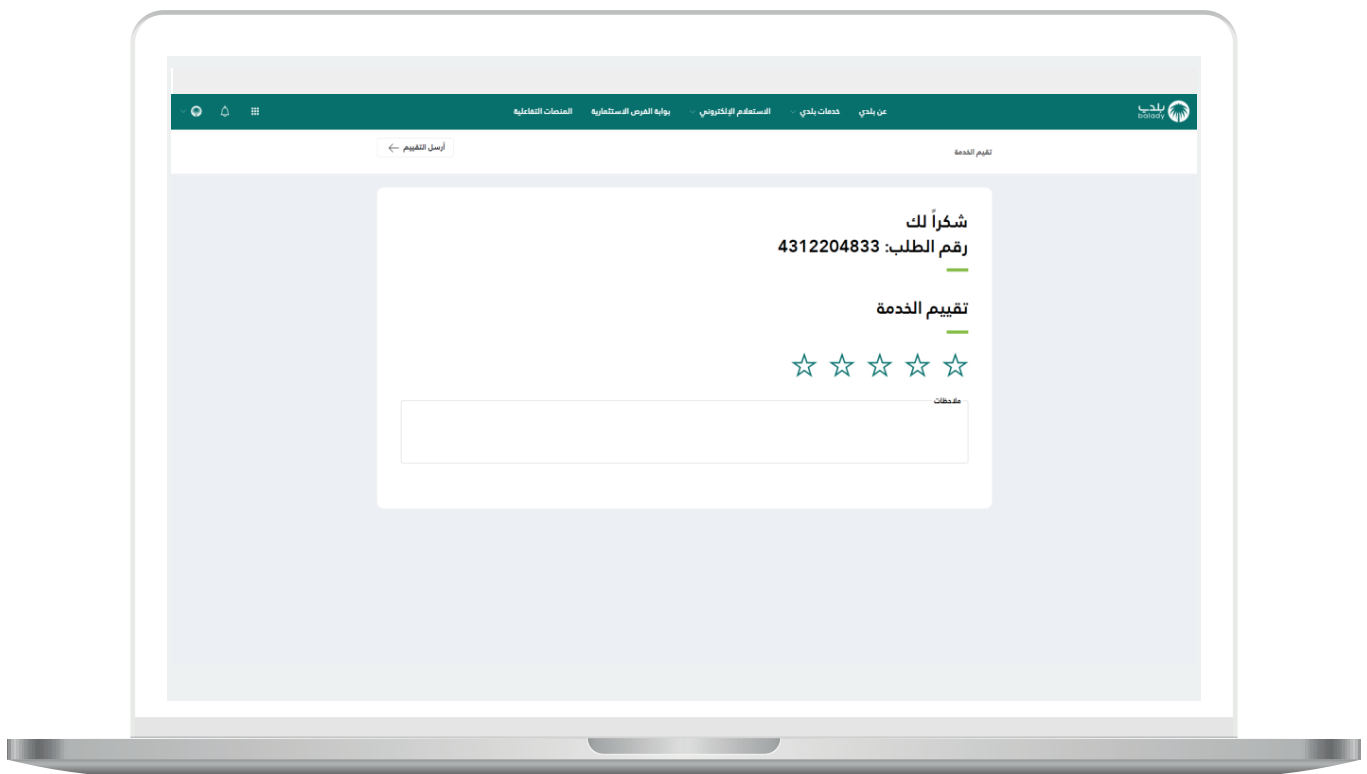 بلدي
balady
عن بلدي
خدمات بلدي
الاستعلام الإلكتروني
بوابة الفرص الاستثمارية
المنصات التفاعلية
تقيم الخدمة
أرسل التقييم
شكراً لك
رقم الطلب: 4312204833
تقييم الخدمة
ملاحظات